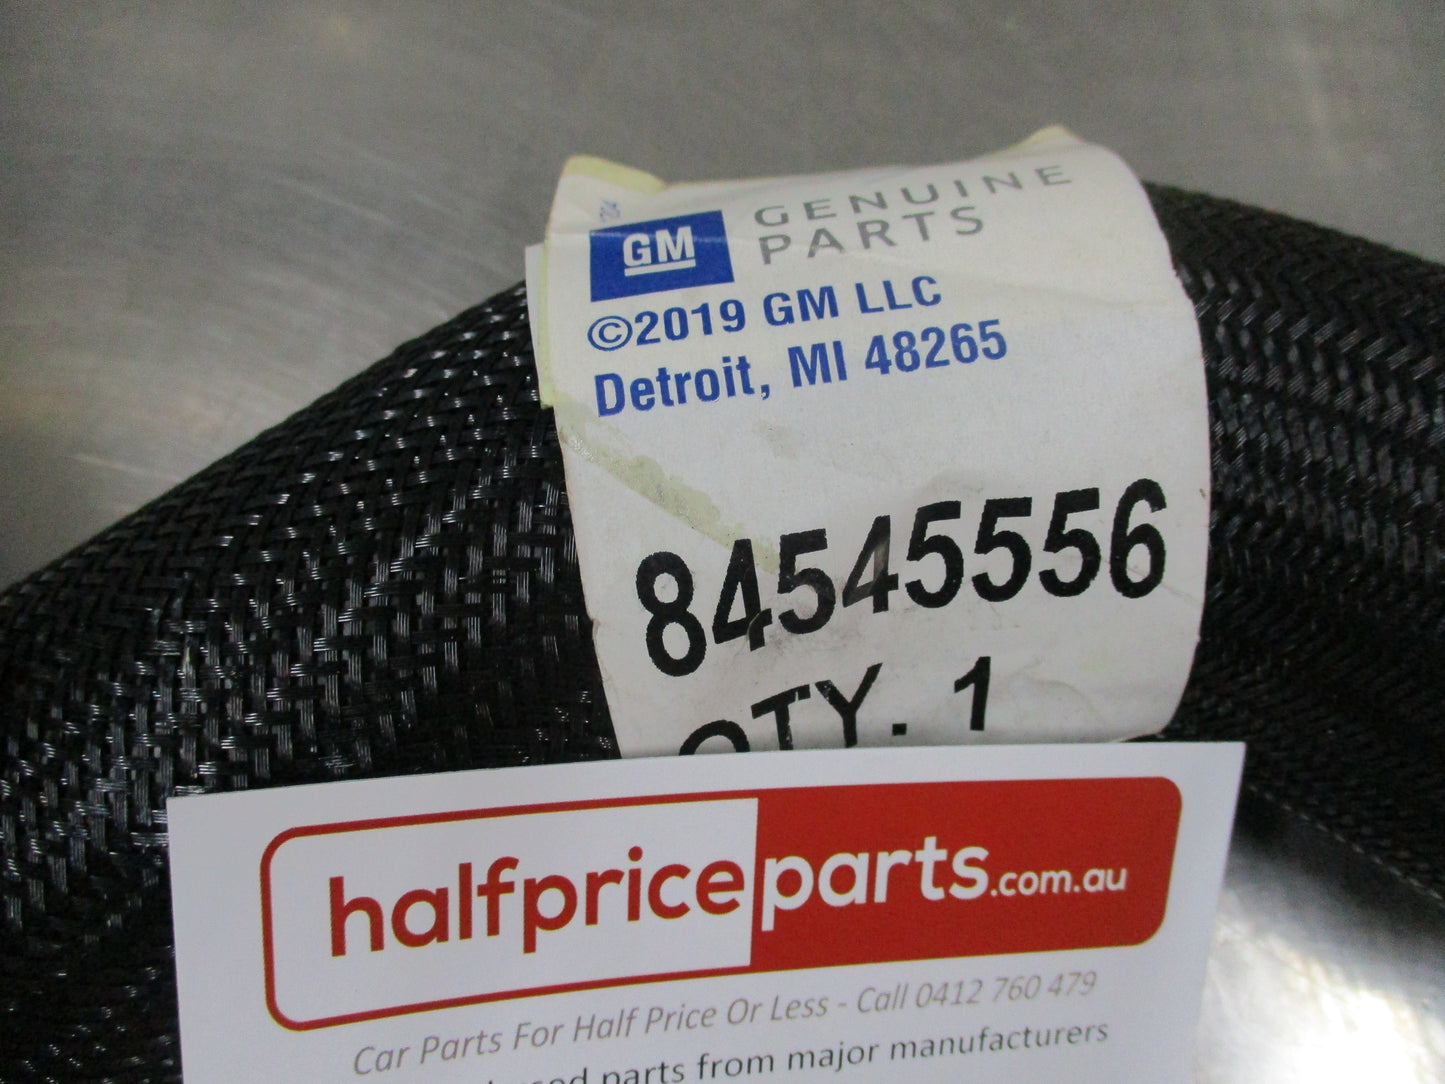 GM GENUINE
PARTS
©2019 GM LLC
Detroit, MI 48265
84545556
QTY. 1
halfpriceparts.com.au
Car Parts For Half Price Or Less - Call 0412 760 479
parts from major manufacturers